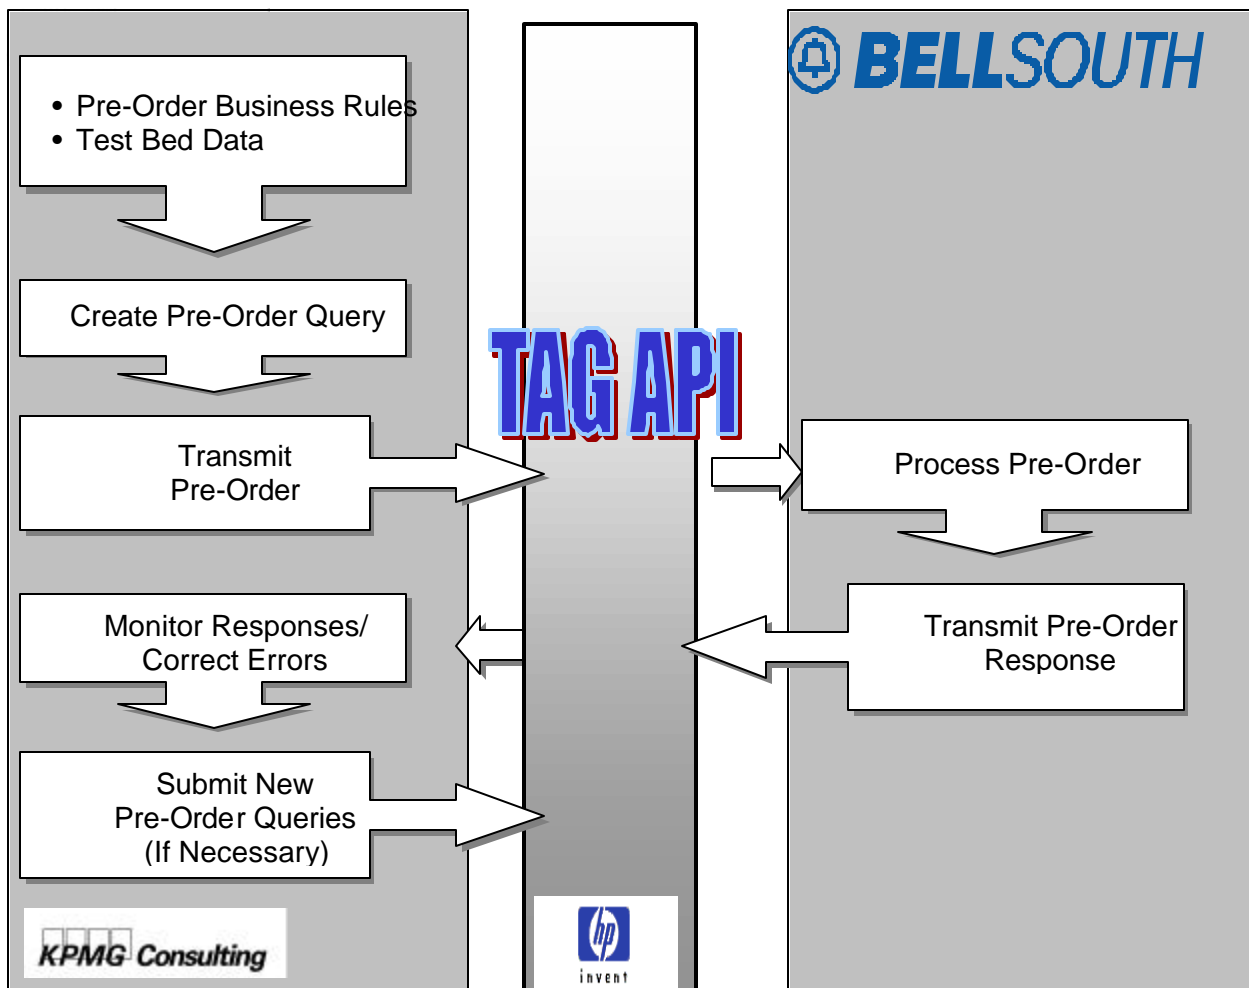 BELLSOUTH
• Pre-Order Business Rules
• Test Bed Data
Create Pre-Order Query
TAG API
Transmit
Pre-Order
Process Pre-Order
Monitor Responses/
Correct Errors
Transmit Pre-Order
Response
Submit New
Pre-Order Queries
(If Necessary)
KPMG Consulting
hp
invent